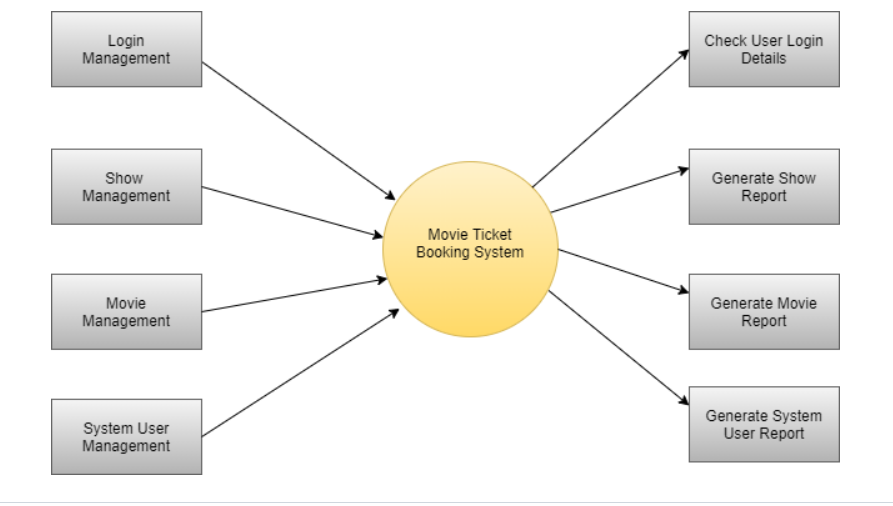 Login
Management
Show
Management
Movie
Management
System User
Management
Movie Ticket
Booking System
Check User Login
Details
Generate Show
Report
Generate Movie
Report
Generate System
User Report